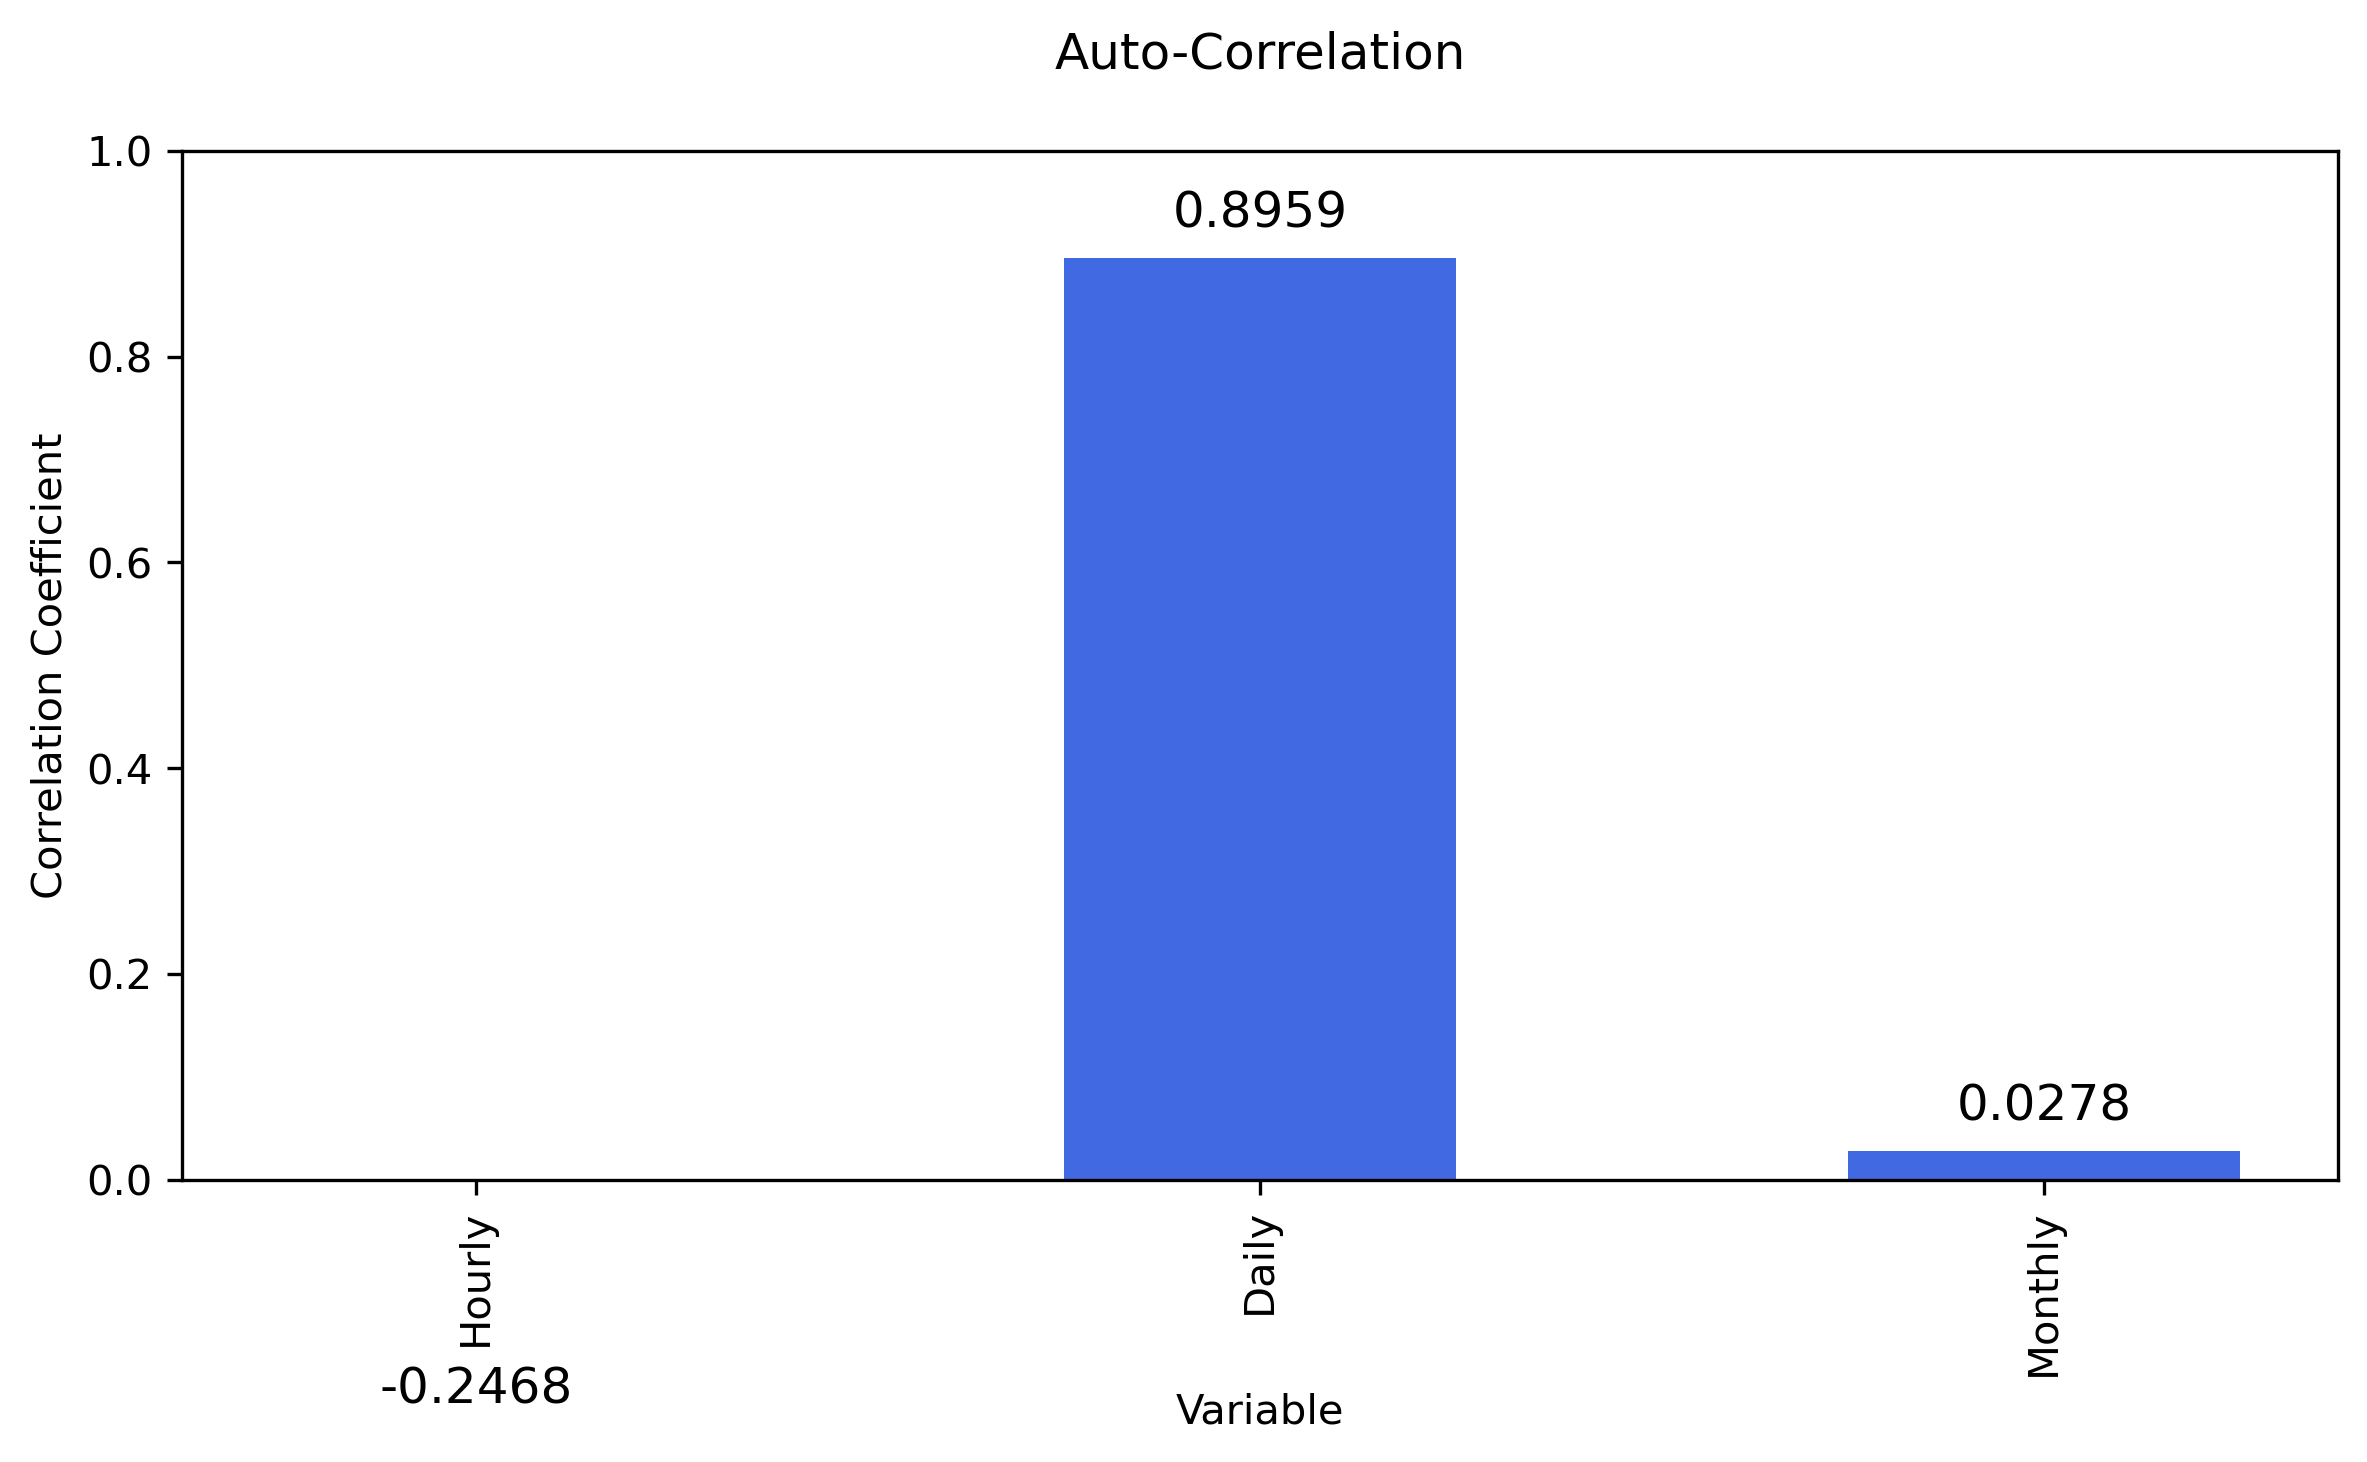 Auto-Correlation
1.0
0.8959
0.8
0.6
0.4
0.2
0.0278
0.0
Correlation Coefficient
Hourly
Daily
Monthly
-0.2468
Variable